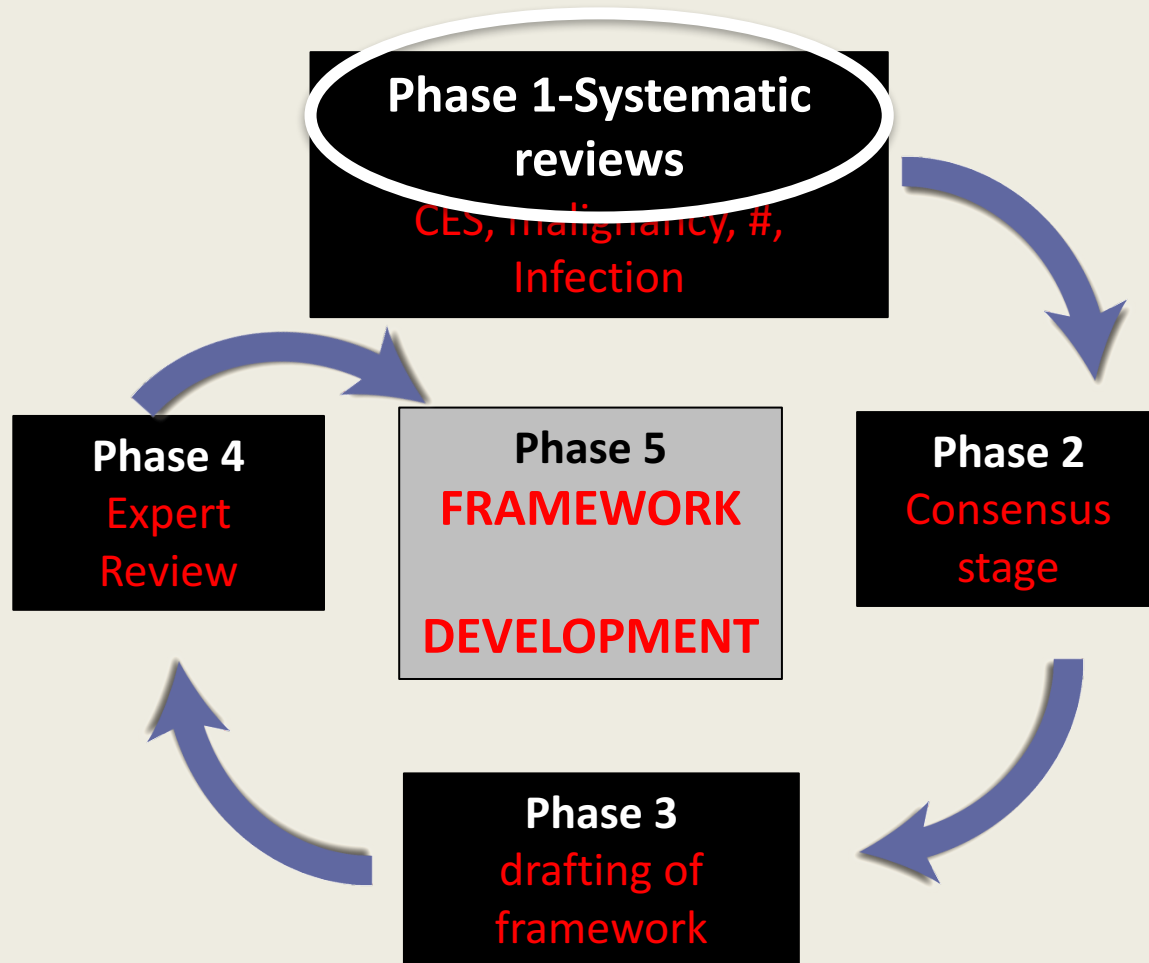 Phase 1-Systematic
reviews
CES, malignancy, #,
Infection
Phase 2
Consensus
stage
Phase 3
drafting of
framework
Phase 4
Expert
Review
Phase 5
FRAMEWORK
DEVELOPMENT